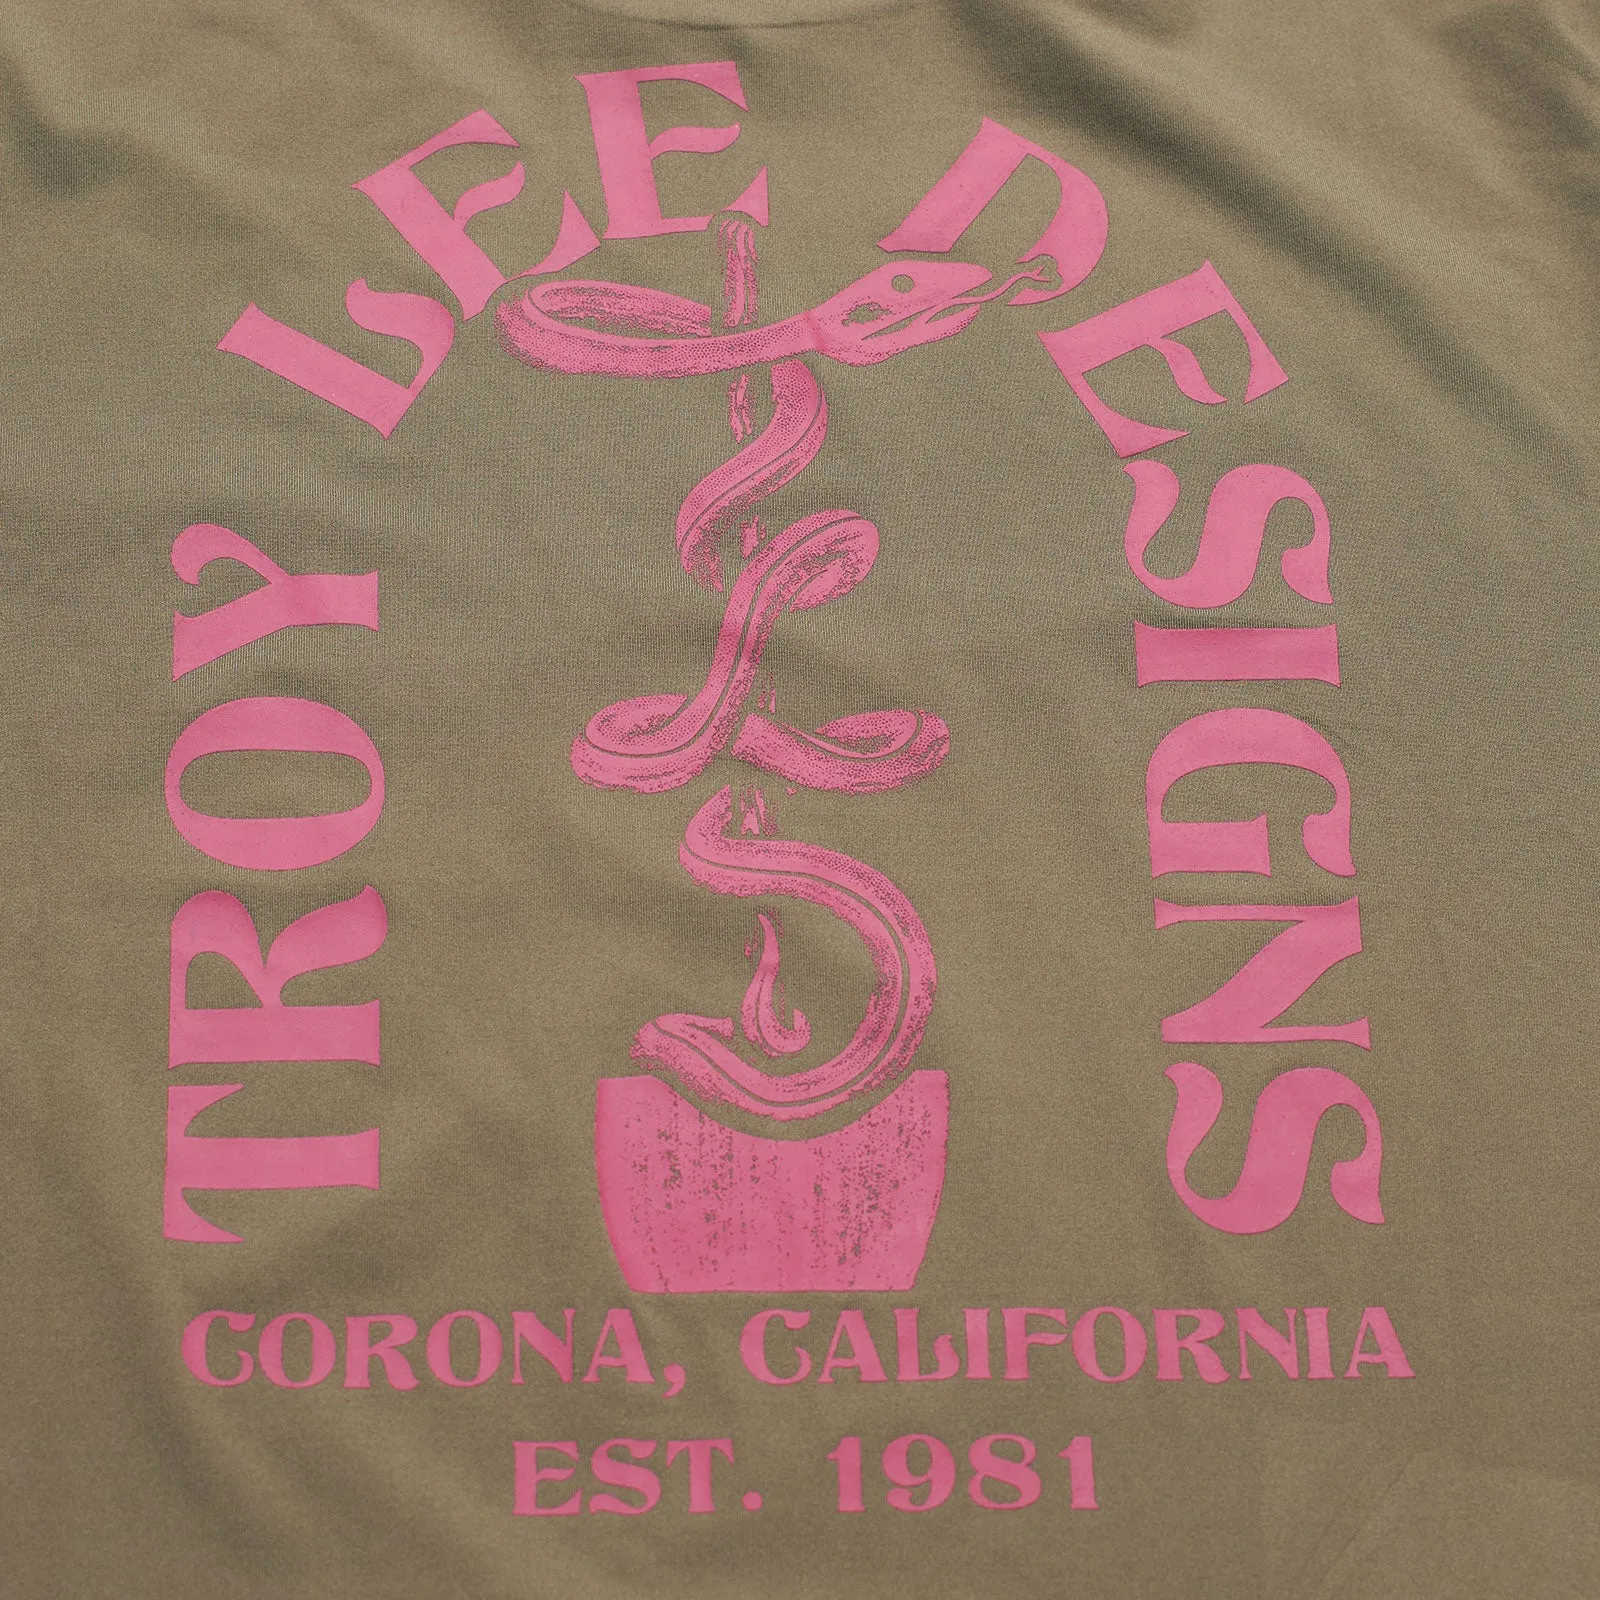 TROY LEE DESIGNS
CORONA, CALIFORNIA
EST. 1981